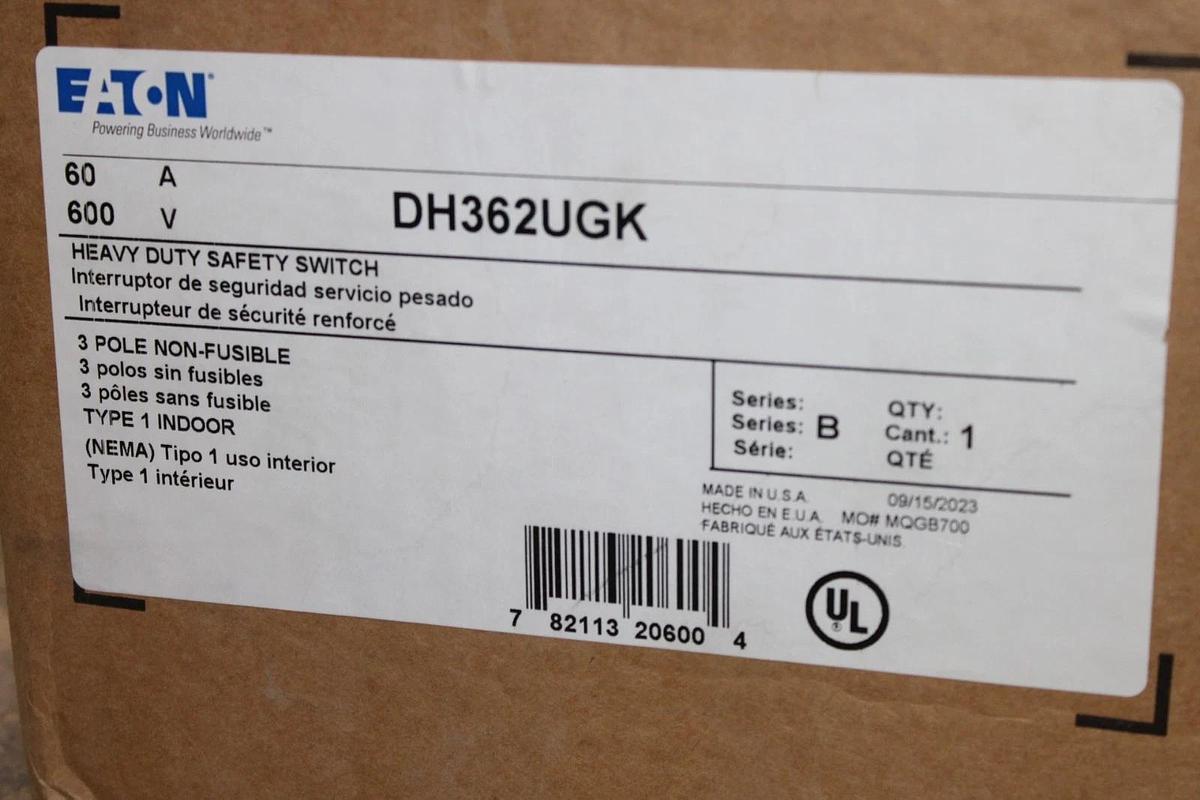 EATON
Powering Business Worldwide™
60 A
600 V
DH362UGK
HEAVY DUTY SAFETY SWITCH
Interruptor de seguridad servicio pesado
Interrupteur de sécurité renforcé
3 POLE NON-FUSIBLE
3 polos sin fusibles
3 pôles sans fusible
TYPE 1 INDOOR
(NEMA) Tipo 1 uso interior
Type 1 intérieur
Series:
Series: B
Série:
QTY:
Cant.: 1
QTÉ
MADE IN U.S.A. 09/15/2023
HECHO EN E.U.A. MO# MQGB700
FABRIQUÉ AUX ÉTATS-UNIS.
7 82113 20600 4
UL